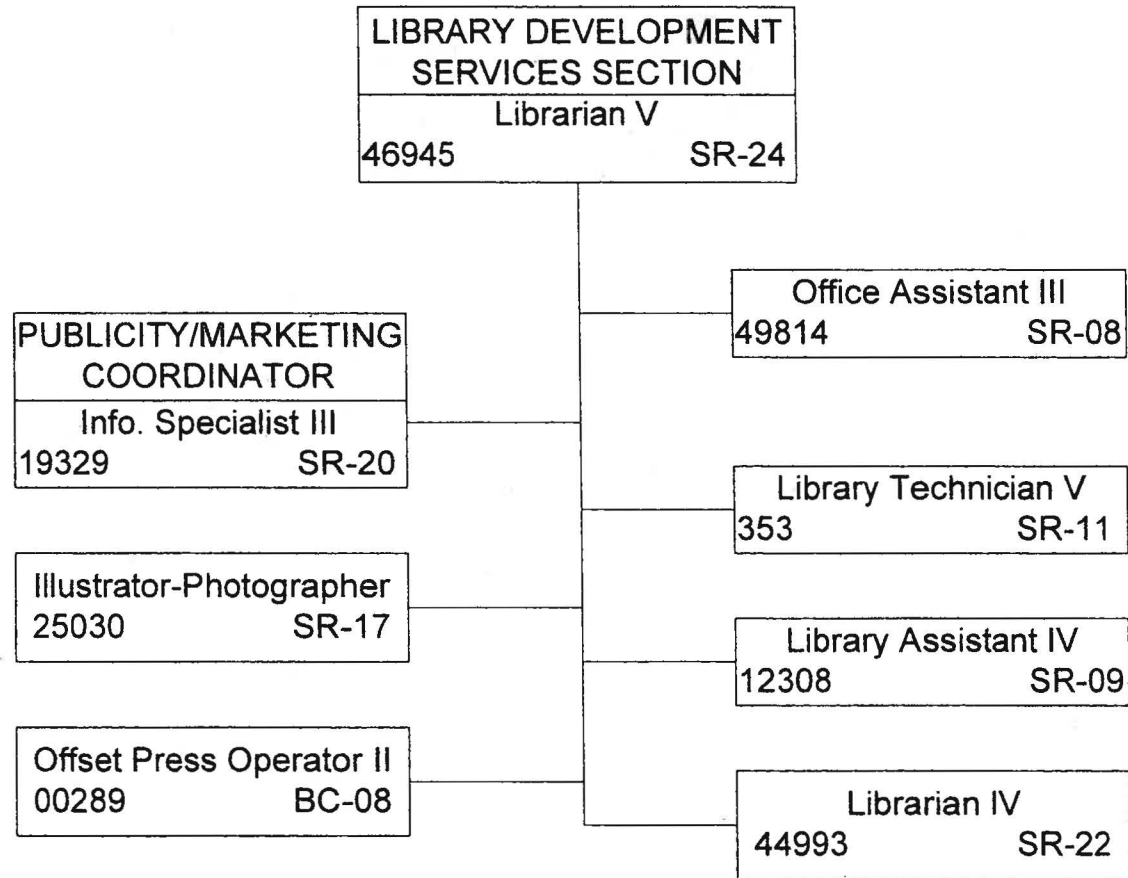 LIBRARY DEVELOPMENT
SERVICES SECTION
Librarian V
46945 SR-24
PUBLICITY/MARKETING
COORDINATOR
Info. Specialist III
19329 SR-20
Illustrator-Photographer
25030 SR-17
Offset Press Operator II
00289 BC-08
Office Assistant III
49814 SR-08
Library Technician V
353 SR-11
Library Assistant IV
12308 SR-09
Librarian IV
44993 SR-22